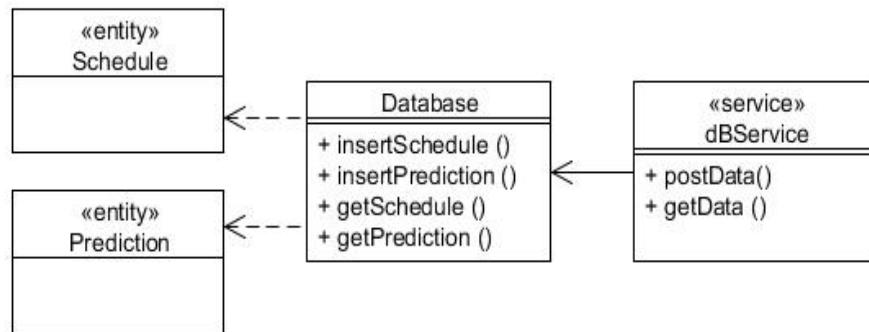 «entity»
Schedule
«entity»
Prediction
Database
+ insertSchedule ()
+ insertPrediction ()
+ getSchedule ()
+ getPrediction ()
«service»
dBService
+ postData()
+ getData ()